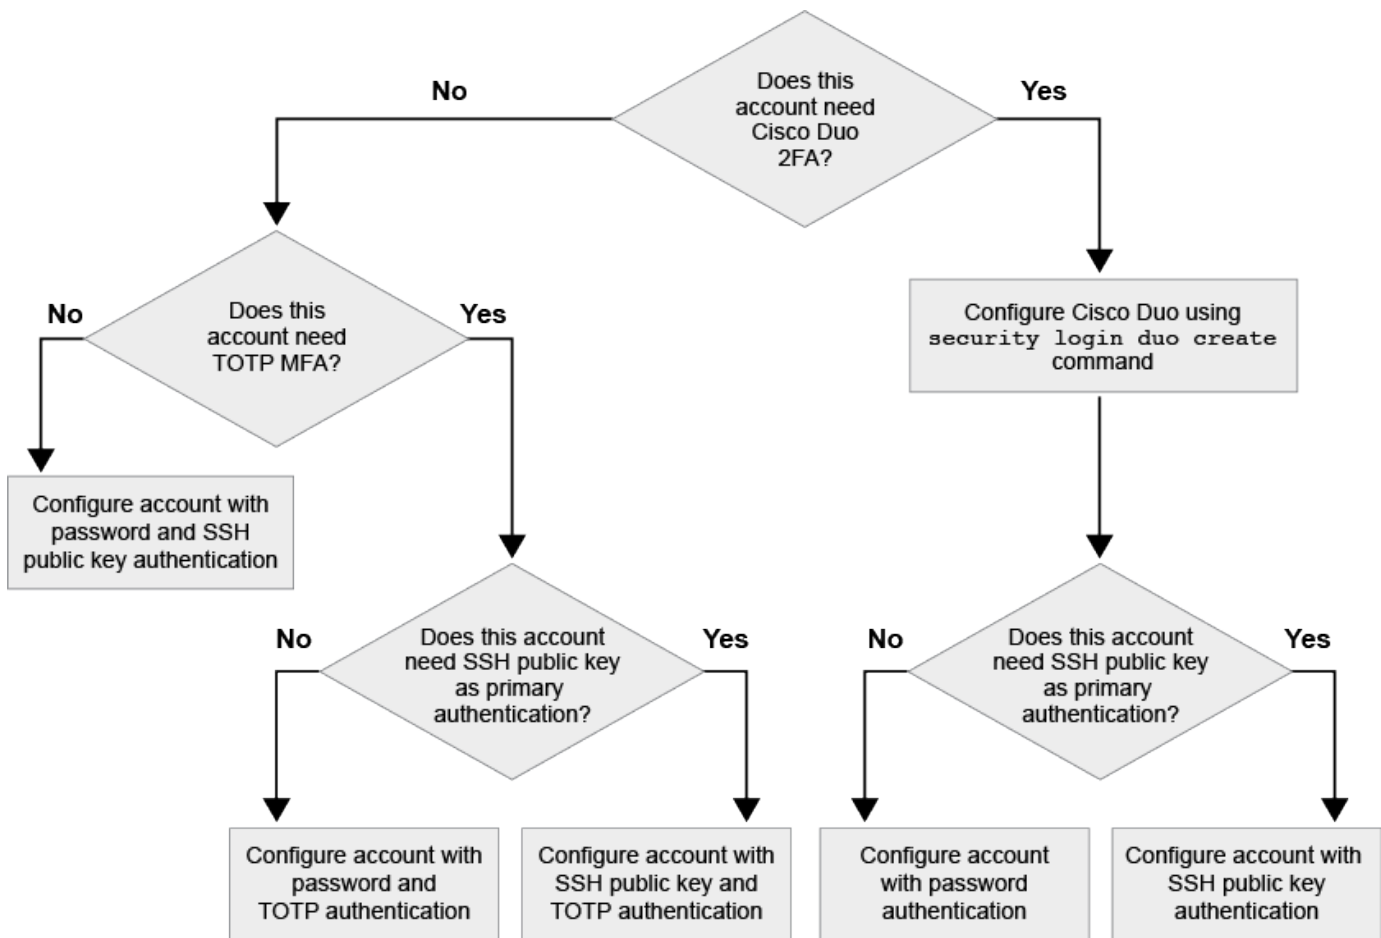 Does this
account need
Cisco Duo
2FA?
No
Yes
Does this
account need
TOTP MFA?
No
Yes
Configure Cisco Duo using
security login duo create
command
Configure account with
password and SSH
public key authentication
Does this account
need SSH public key
as primary
authentication?
No
Yes
Does this account
need SSH public key
as primary
authentication?
No
Yes
Configure account with
password and
TOTP authentication
Configure account with
SSH public key and
TOTP authentication
Configure account
with password
authentication
Configure account with
SSH public key
authentication